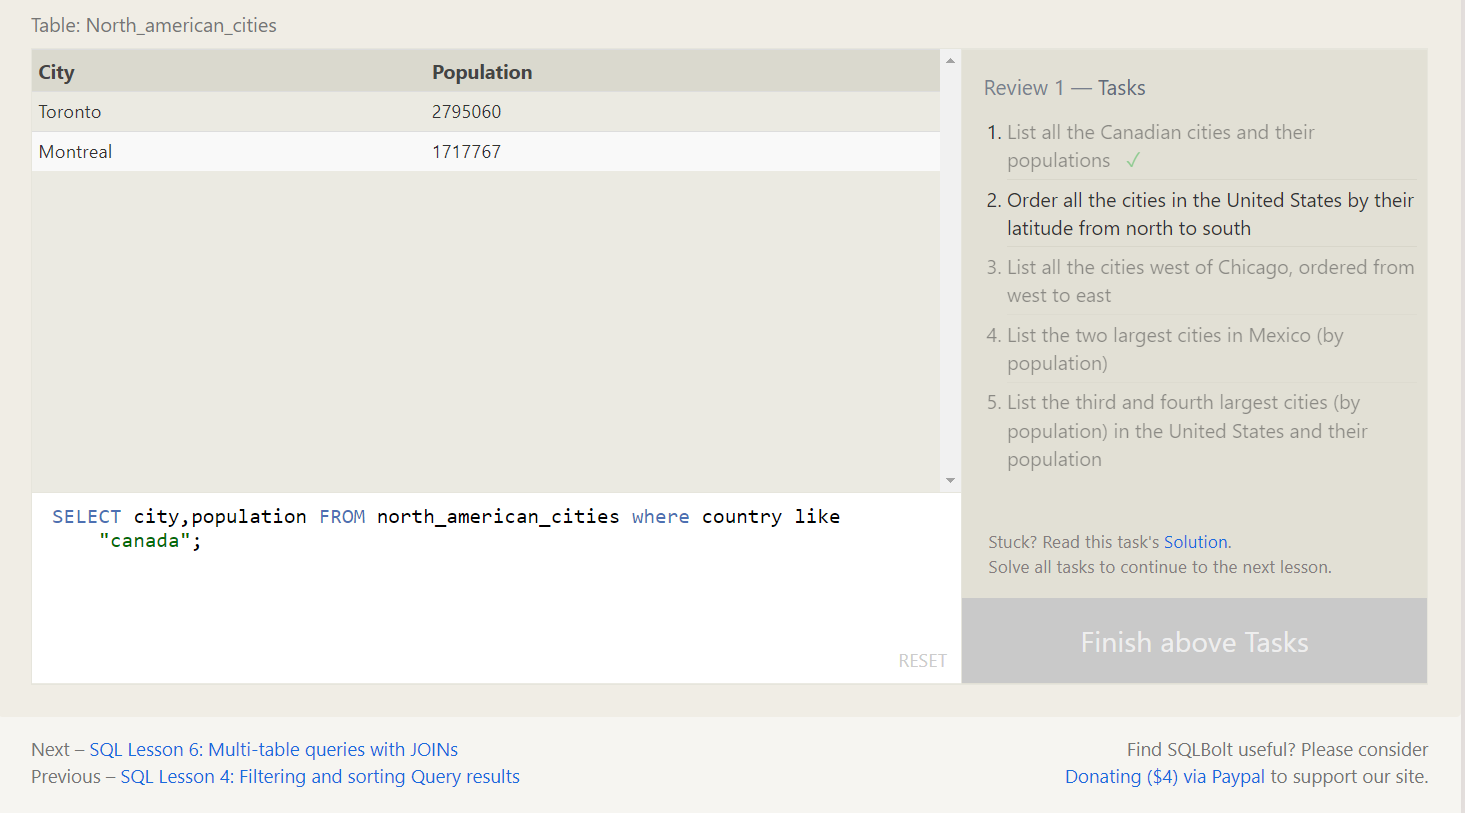 Table: North_american_cities
City Population
Toronto 2795060
Montreal 1717767
SELECT city,population FROM north_american_cities where country like
"canada";
RESET
Review 1 — Tasks
1. List all the Canadian cities and their
populations ✓
2. Order all the cities in the United States by their
latitude from north to south
3. List all the cities west of Chicago, ordered from
west to east
4. List the two largest cities in Mexico (by
population)
5. List the third and fourth largest cities (by
population) in the United States and their
population
Stuck? Read this task's Solution.
Solve all tasks to continue to the next lesson.
Finish above Tasks
Next – SQL Lesson 6: Multi-table queries with JOINs
Previous – SQL Lesson 4: Filtering and sorting Query results
Find SQLBolt useful? Please consider
Donating ($4) via Paypal to support our site.